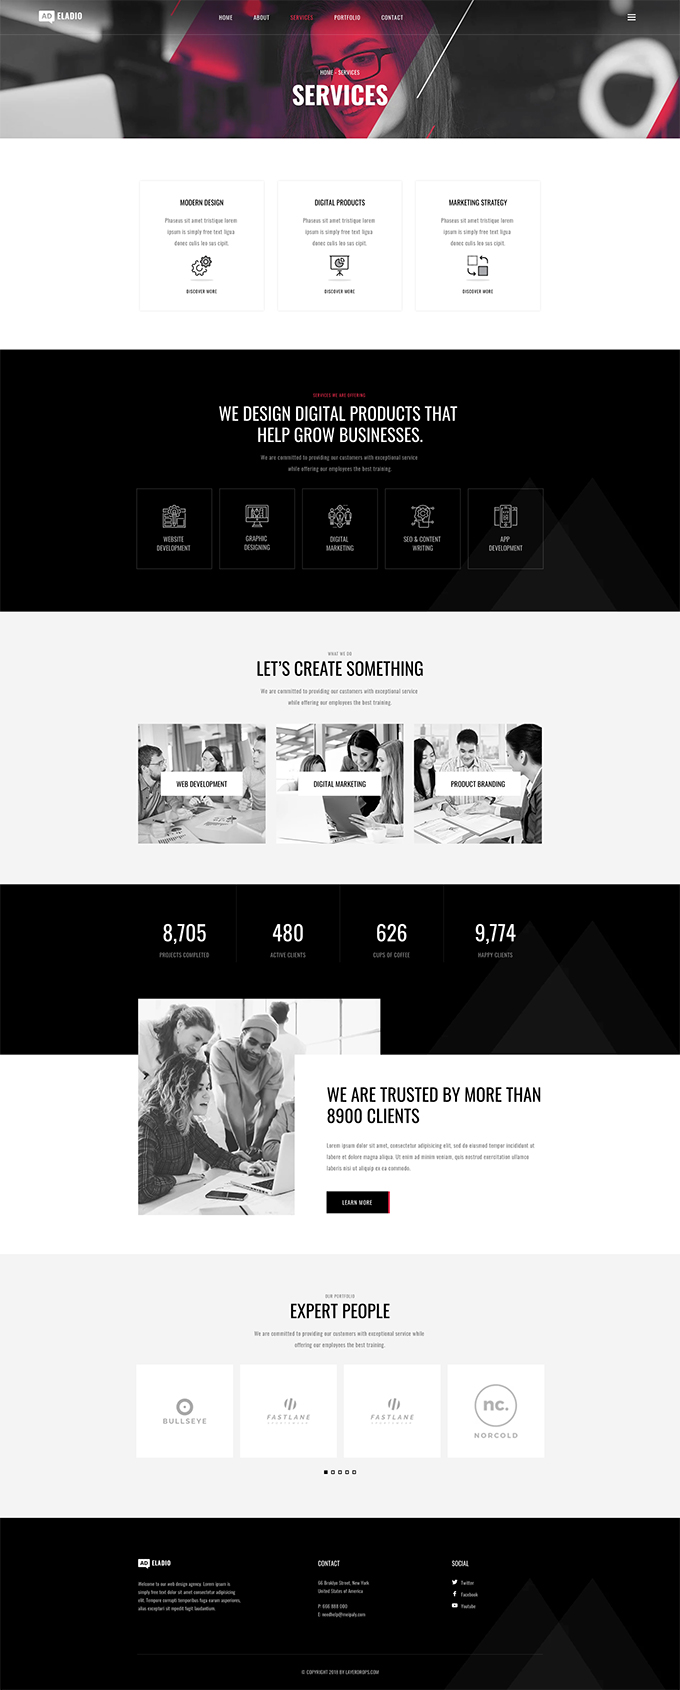 AD ELADIO
HOME ABOUT SERVICES PORTFOLIO CONTACT
HOME - SERVICES
SERVICES
MODERN DESIGN
Phaseus sit amet tristique lorem
ipsum is simply free text ligua
donec culis leo sus cipit.
DISCOVER MORE
DIGITAL PRODUCTS
Phaseus sit amet tristique lorem
ipsum is simply free text ligua
donec culis leo sus cipit.
DISCOVER MORE
MARKETING STRATEGY
Phaseus sit amet tristique lorem
ipsum is simply free text ligua
donec culis leo sus cipit.
DISCOVER MORE
SERVICES WE ARE OFFERING
WE DESIGN DIGITAL PRODUCTS THAT
HELP GROW BUSINESSES.
We are committed to providing our customers with exceptional service
while offering our employees the best training.
WEBSITE
DEVELOPMENT
GRAPHIC
DESIGNING
DIGITAL
MARKETING
SEO & CONTENT
WRITING
APP
DEVELOPMENT
WHAT WE DO
LET'S CREATE SOMETHING
We are committed to providing our customers with exceptional service
while offering our employees the best training.
WEB DEVELOPMENT
DIGITAL MARKETING
PRODUCT BRANDING
8,705
PROJECTS COMPLETED
480
ACTIVE CLIENTS
626
CUPS OF COFFEE
9,774
HAPPY CLIENTS
WE ARE TRUSTED BY MORE THAN
8900 CLIENTS
Lorem ipsum dolor sit amet, consectetur adipisicing elit, sed do eiusmod tempor incididunt ut
labore et dolore magna aliqua. Ut enim ad minim veniam, quis nostrud exercitation ullamco
laboris nisi ut aliquip ex ea commodo.
LEARN MORE
OUR PORTFOLIO
EXPERT PEOPLE
We are committed to providing our customers with exceptional service while
offering our employees the best training.
BULLSEYE
FASTLANE
FASTLANE
nc.
NORCOLD
AD ELADIO
Welcome to our web design agency. Lorem ipsum is
simply free text dolor sit amet consectetur adipisicing
elit. Tempore corrupti temporibus fuga earum asperiores,
alias excepturi sit repedit fugit laudantium.
CONTACT
66 Broklyn Street, New York
United States of America
P: 666 888 000
E: needhelp@meipaly.com
SOCIAL
Twitter
Facebook
Youtube
© COPYRIGHT 2019 BY LAYERDROPS.COM